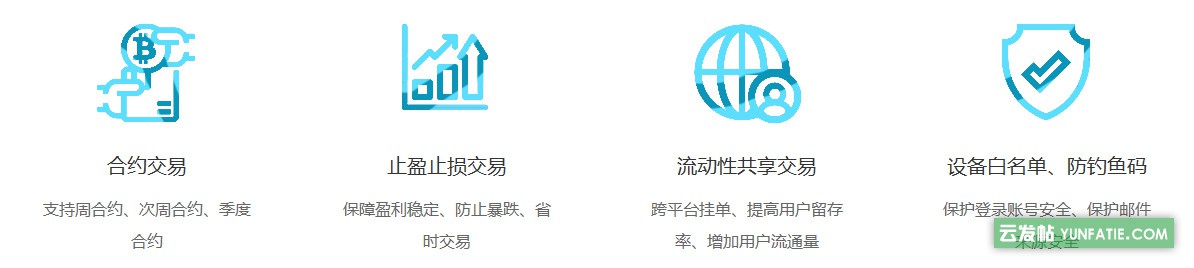 合约交易
支持周合约、次周合约、季度
合约
止盈止损交易
保障盈利稳定、防止暴跌、省
时交易
流动性共享交易
跨平台挂单、提高用户留存
率、增加用户流通量
设备白名单、防钓鱼码
保护登录账号安全、保护邮件
来源安全
云发帖 YUNFATIE.COM